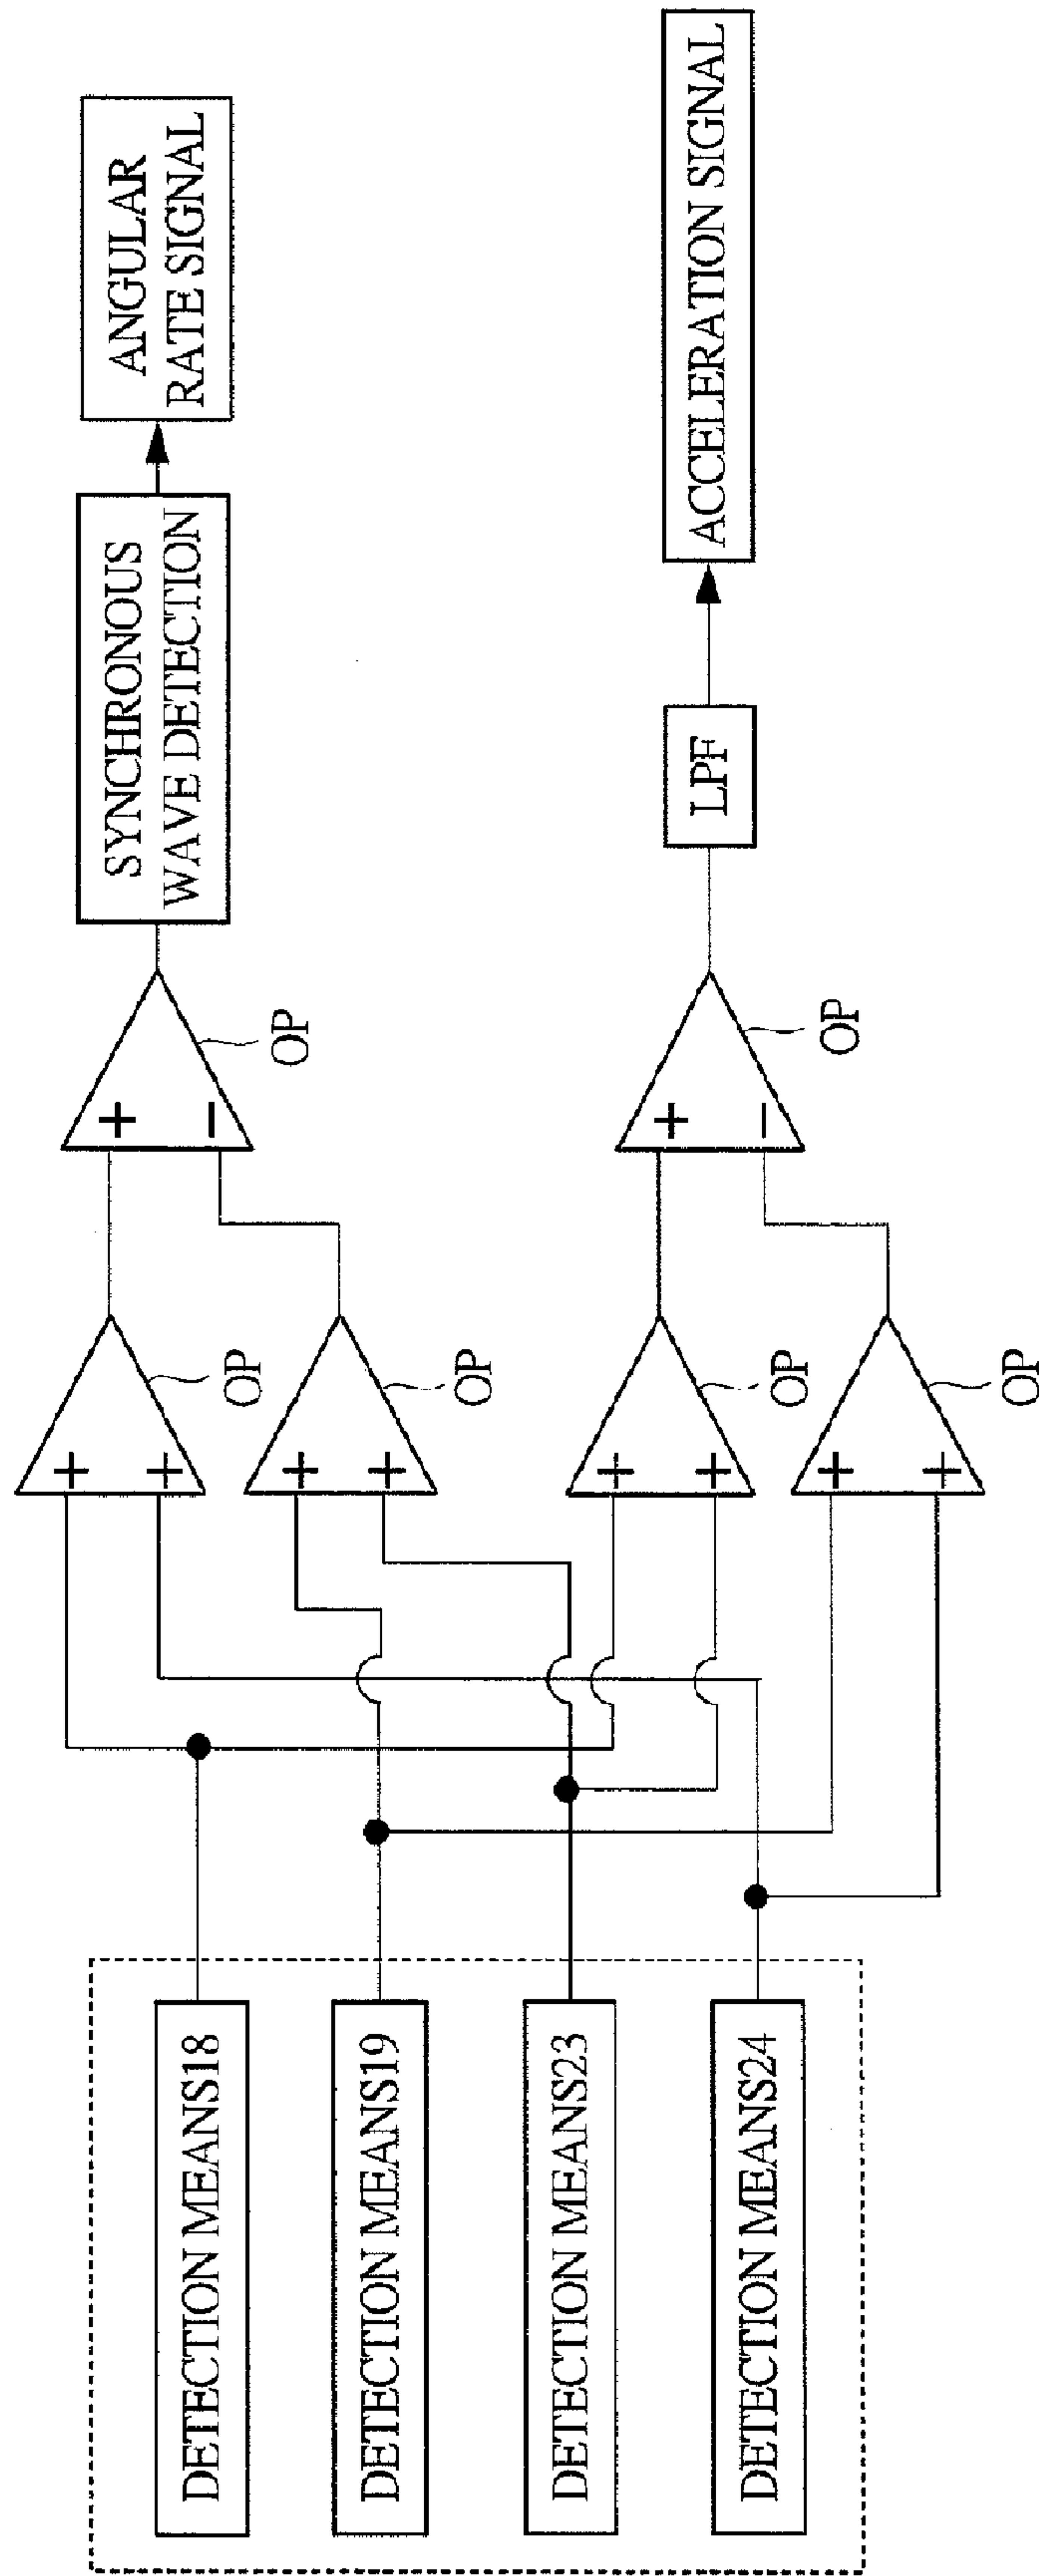 DETECTION MEANS18
DETECTION MEANS19
DETECTION MEANS23
DETECTION MEANS24
+
+
OP
+
+
OP
+
+
OP
+
+
OP
+
−
OP
+
−
OP
SYNCHRONOUS
WAVE DETECTION
LPF
ANGULAR
RATE SIGNAL
ACCELERATION SIGNAL